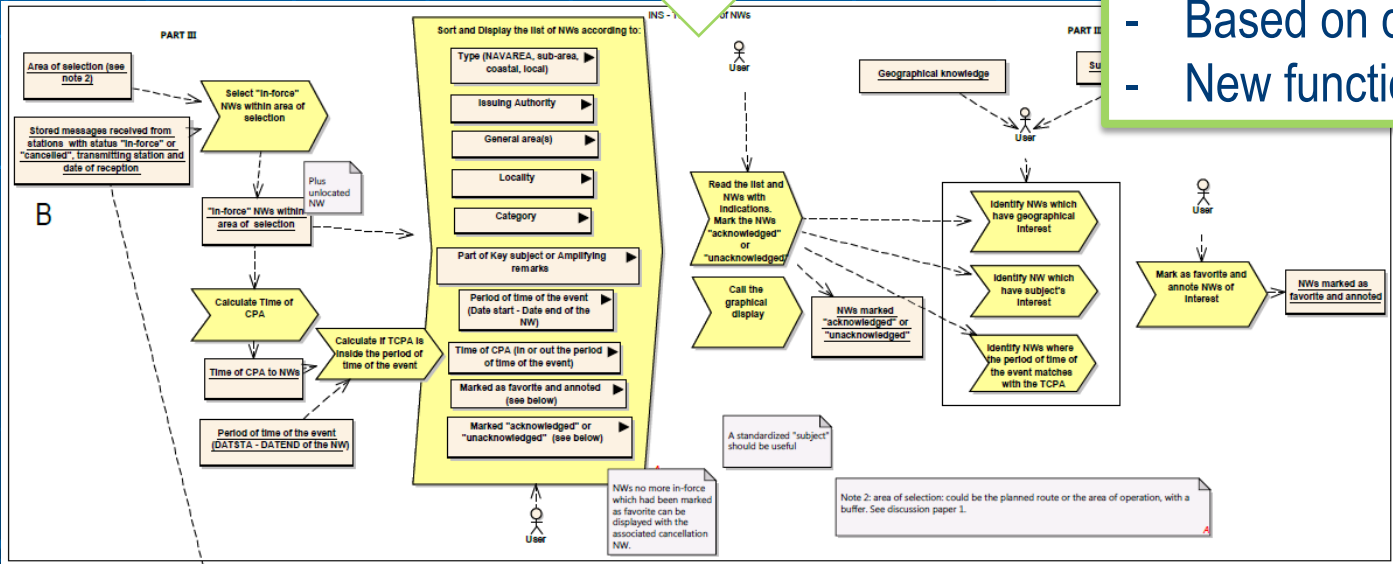 INS - T of NWs
- Based on
- New
PART III
Area of selection (see
note 2)
Stored messages received from
stations with status "in-force" or
"cancelled", transmitting station and
date of reception
B
Select "in-force"
NWs within area of
selection
Plus
unlocated
NW
"in-force" NWs within
area of selection
Calculate Time of
CPA
Time of CPA to NWs
Period of time of the event
(DATSTA - DATEND of the NW)
Calculate if TCPA is
inside the period of
time of the event
Sort and Display the list of NWs according to:
Type (NAVAREA, sub-area,
coastal, local)
Issuing Authority
General area(s)
Locality
Category
Part of Key subject or Amplifying
remarks
Period of time of the event
(Date start - Date end of the
NW)
Time of CPA (in or out the period
of time of the event)
Marked as favorite and annoted
(see below)
Marked "acknowledged" or
"unacknowledged" (see below)
User
NWs no more in-force
which had been marked
as favorite can be
displayed with the
associated cancellation
NW.
User
Read the list and
NWs with
indications.
Mark the NWs
"acknowledged"
or
"unacknowledged"
Call the
graphical
display
NWs marked
"acknowledged" or
"unacknowledged"
A standardized "subject"
should be useful
PART II
Geographical knowledge
Su
User
Identify NWs which
have geographical
interest
Identify NW which
have subject's
interest
Identify NWs where
the period of time of
the event matches
with the TCPA
User
Mark as favorite and
annote NWs of
interest
NWs marked as
favorite and annoted
Note 2: area of selection: could be the planned route or the area of operation, with a
buffer. See discussion paper 1.
A